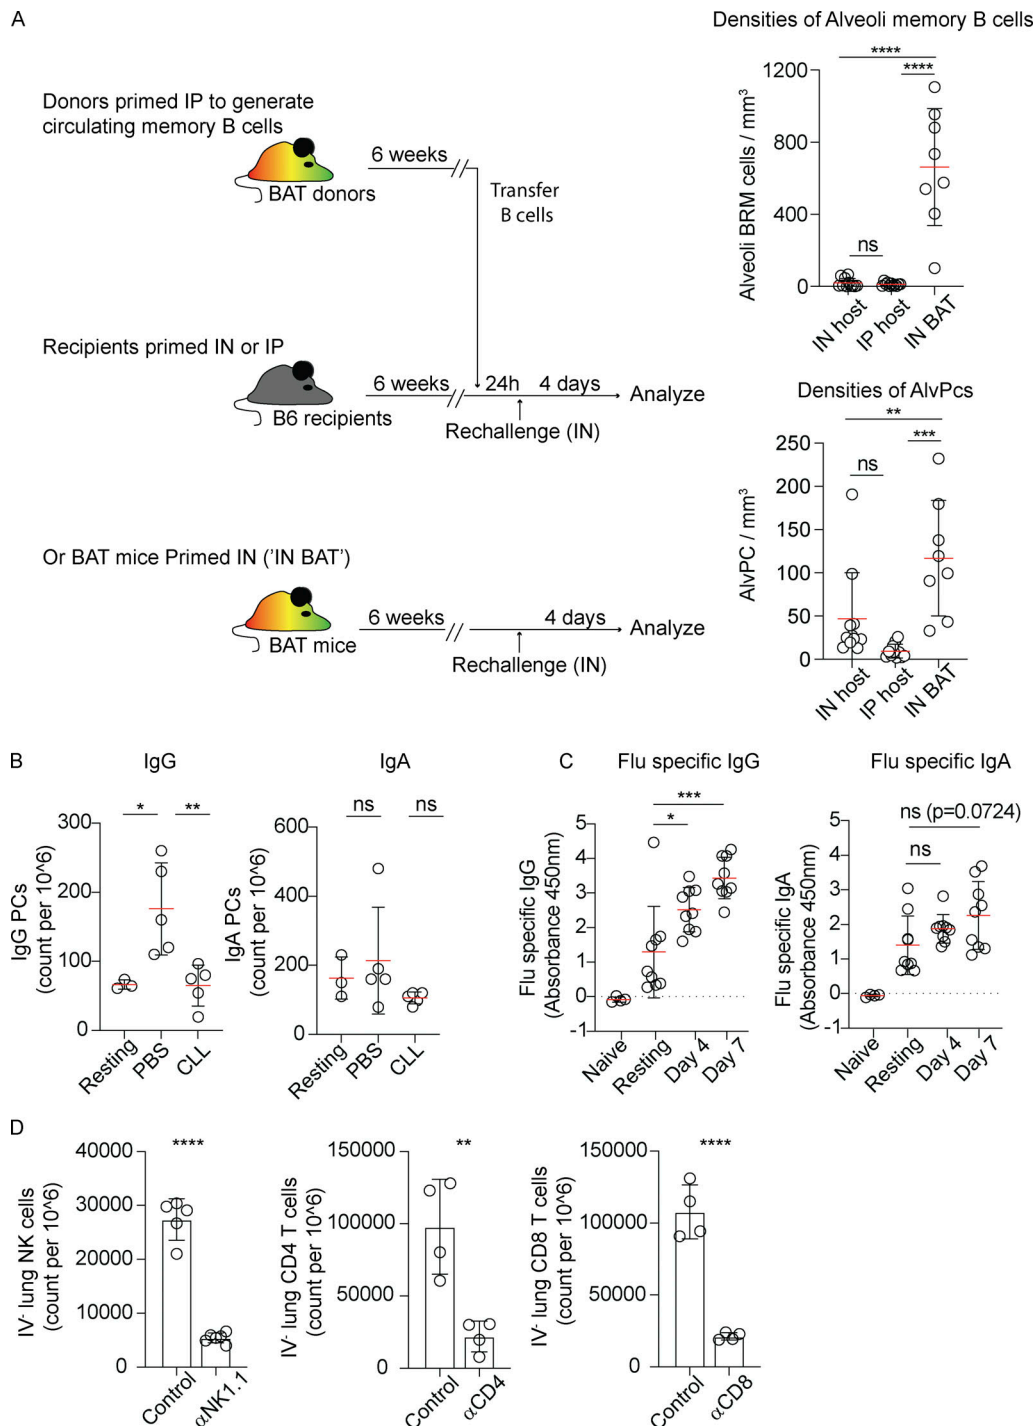 A
Donors primed IP to generate
circulating memory B cells
BAT donors
6 weeks
Transfer
B cells
Recipients primed IN or IP
B6 recipients
6 weeks
24h
4 days
Analyze
Rechallenge (IN)
Or BAT mice Primed IN ('IN BAT')
BAT mice
6 weeks
4 days
Analyze
Rechallenge (IN)
Densities of Alveoli memory B cells
****
****
ns
Alveoli BRM cells / mm³
1200
800
400
0
IN host
IP host
IN BAT
Densities of AlvPcs
**
***
ns
AlvPC / mm³
250
200
150
100
50
0
IN host
IP host
IN BAT
B
IgG
*
**
IgG PCs
(count per 10^6)
300
200
100
0
Resting
PBS
CLL
IgA
ns
ns
IgA PCs
(count per 10^6)
600
400
200
0
Resting
PBS
CLL
C
Flu specific IgG
***
*
Flu specific IgG
(Absorbance 450nm)
5
4
3
2
1
0
-1
Naive
Resting
Day 4
Day 7
Flu specific IgA
ns (p=0.0724)
ns
Flu specific IgA
(Absorbance 450nm)
5
4
3
2
1
0
-1
Naive
Resting
Day 4
Day 7
D
****
IV⁻ lung NK cells
(count per 10^6)
40000
30000
20000
10000
0
Control
αNK1.1
**
IV⁻ lung CD4 T cells
(count per 10^6)
150000
100000
50000
0
Control
αCD4
****
IV⁻ lung CD8 T cells
(count per 10^6)
150000
100000
50000
0
Control
αCD8